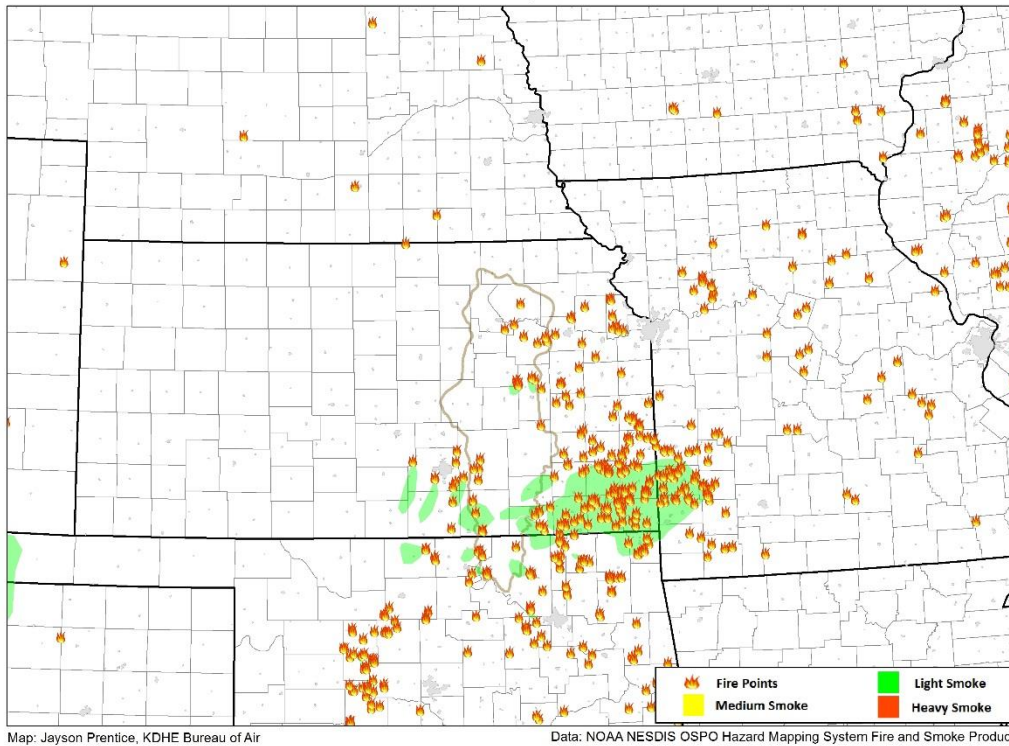 Fire Points
Light Smoke
Medium Smoke
Heavy Smoke
Map: Jayson Prentice, KDHE Bureau of Air
Data: NOAA NESDIS OSPO Hazard Mapping System Fire and Smoke Produc